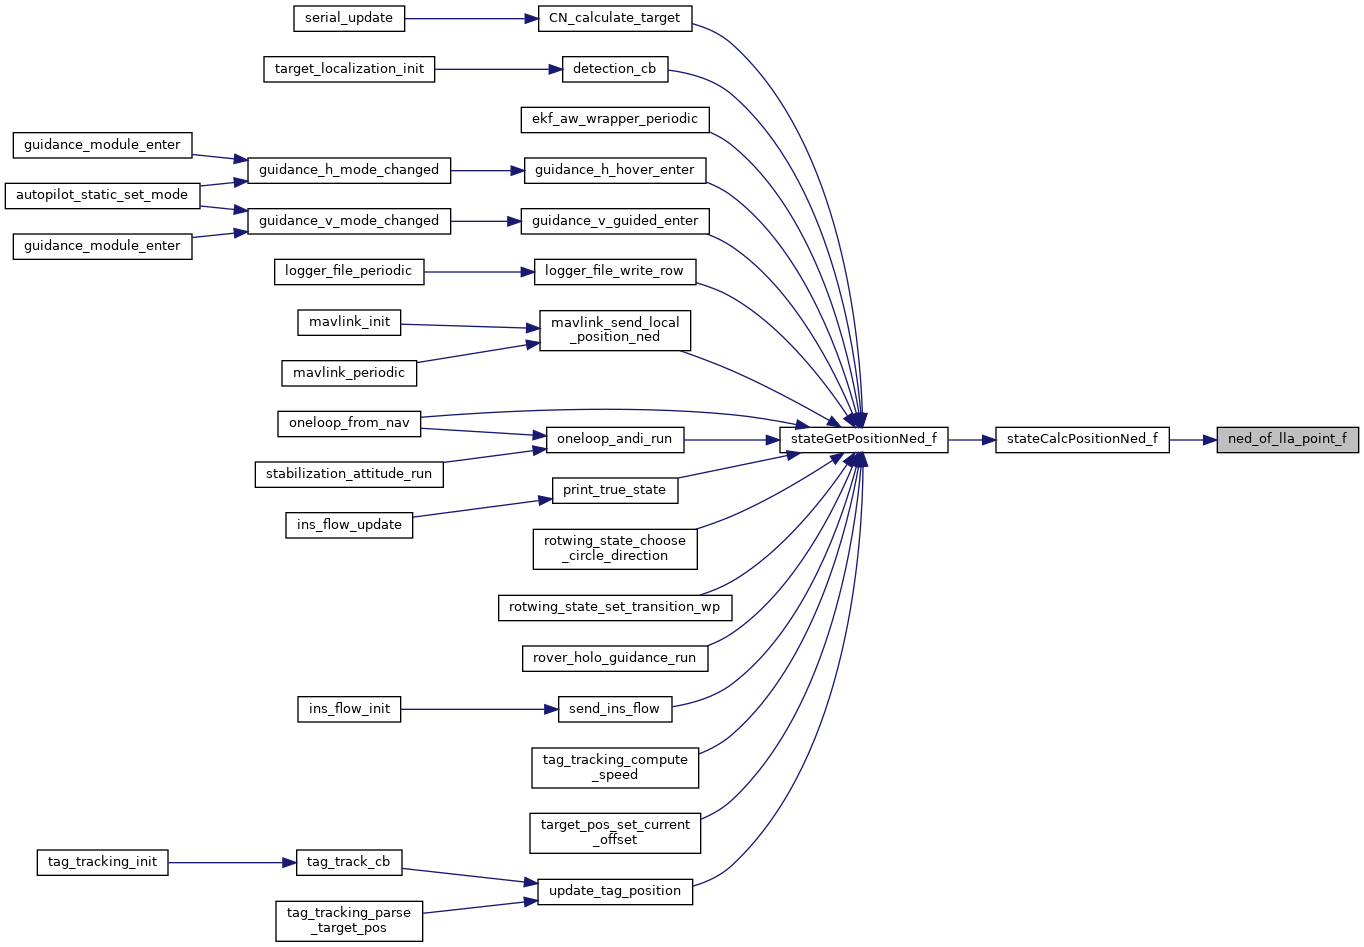 serial_update
CN_calculate_target
target_localization_init
detection_cb
ekf_aw_wrapper_periodic
guidance_module_enter
guidance_h_mode_changed
guidance_h_hover_enter
autopilot_static_set_mode
guidance_v_mode_changed
guidance_v_guided_enter
guidance_module_enter
logger_file_periodic
logger_file_write_row
mavlink_init
mavlink_send_local
_position_ned
mavlink_periodic
oneloop_from_nav
oneloop_andi_run
stateGetPositionNed_f
stateCalcPositionNed_f
ned_of_lla_point_f
stabilization_attitude_run
print_true_state
ins_flow_update
rotwing_state_choose
_circle_direction
rotwing_state_set_transition_wp
rover_holo_guidance_run
ins_flow_init
send_ins_flow
tag_tracking_compute
_speed
target_pos_set_current
_offset
tag_tracking_init
tag_track_cb
update_tag_position
tag_tracking_parse
_target_pos